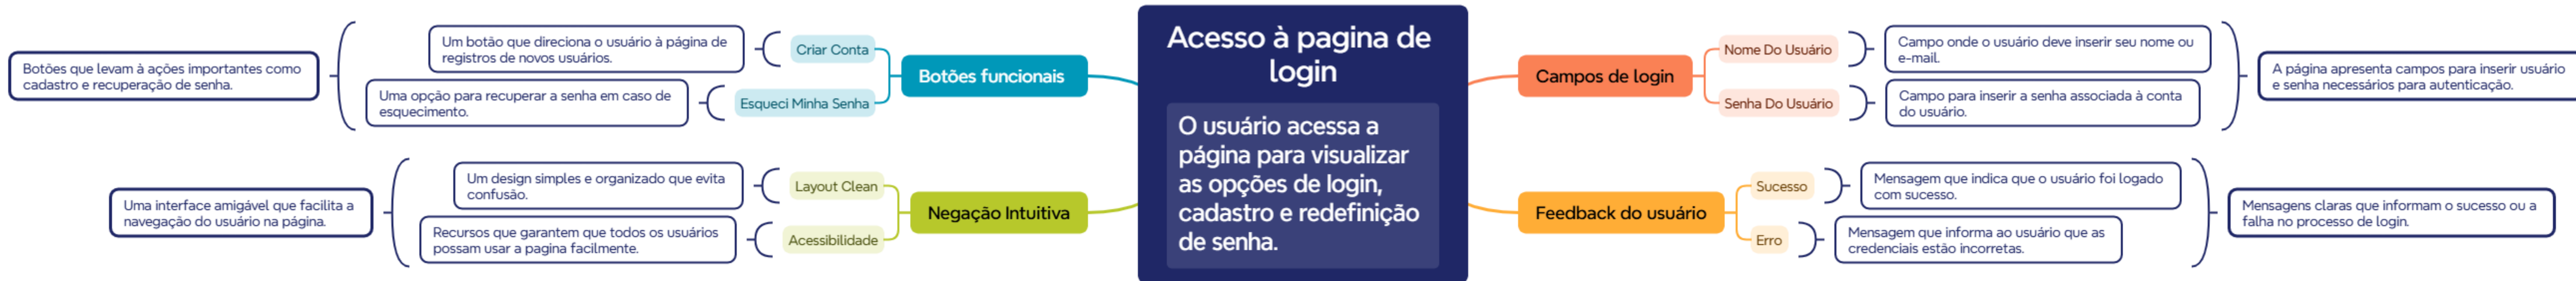 Acesso à pagina de
login
O usuário acessa a
página para visualizar
as opções de login,
cadastro e redefinição
de senha.
Botões funcionais
Criar Conta
Um botão que direciona o usuário à página de
registros de novos usuários.
Esqueci Minha Senha
Uma opção para recuperar a senha em caso de
esquecimento.
Botões que levam à ações importantes como
cadastro e recuperação de senha.
Negação Intuitiva
Layout Clean
Um design simples e organizado que evita
confusão.
Acessibilidade
Recursos que garantem que todos os usuários
possam usar a pagina facilmente.
Uma interface amigável que facilita a
navegação do usuário na página.
Campos de login
Nome Do Usuário
Campo onde o usuário deve inserir seu nome ou
e-mail.
Senha Do Usuário
Campo para inserir a senha associada à conta
do usuário.
A página apresenta campos para inserir usuário
e senha necessários para autenticação.
Feedback do usuário
Sucesso
Mensagem que indica que o usuário foi logado
com sucesso.
Erro
Mensagem que informa ao usuário que as
credenciais estão incorretas.
Mensagens claras que informam o sucesso ou a
falha no processo de login.